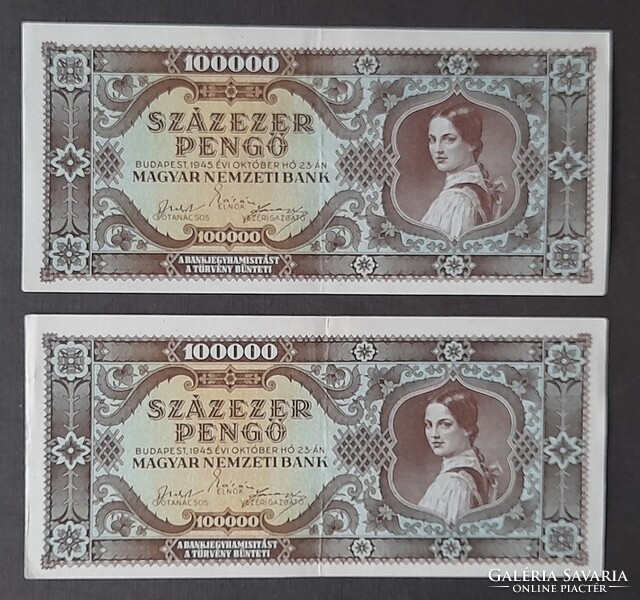 100000
SZÁZEZER
PENGŐ
BUDAPEST, 1945. ÉVI OKTÓBER HÓ 23-ÁN
MAGYAR NEMZETI BANK
FŐTANÁCSOS ELNÖK VEZÉRIGAZGATÓ
100000
A BANKJEGYHAMISITÁST
A TÖRVÉNY BÜNTETI
100000
SZÁZEZER
PENGŐ
BUDAPEST, 1945. ÉVI OKTÓBER HÓ 23-ÁN
MAGYAR NEMZETI BANK
FŐTANÁCSOS ELNÖK VEZÉRIGAZGATÓ
100000
A BANKJEGYHAMISITÁST
A TÖRVÉNY BÜNTETI
GALÉRIA SAVARIA
ONLINE PIACTÉR